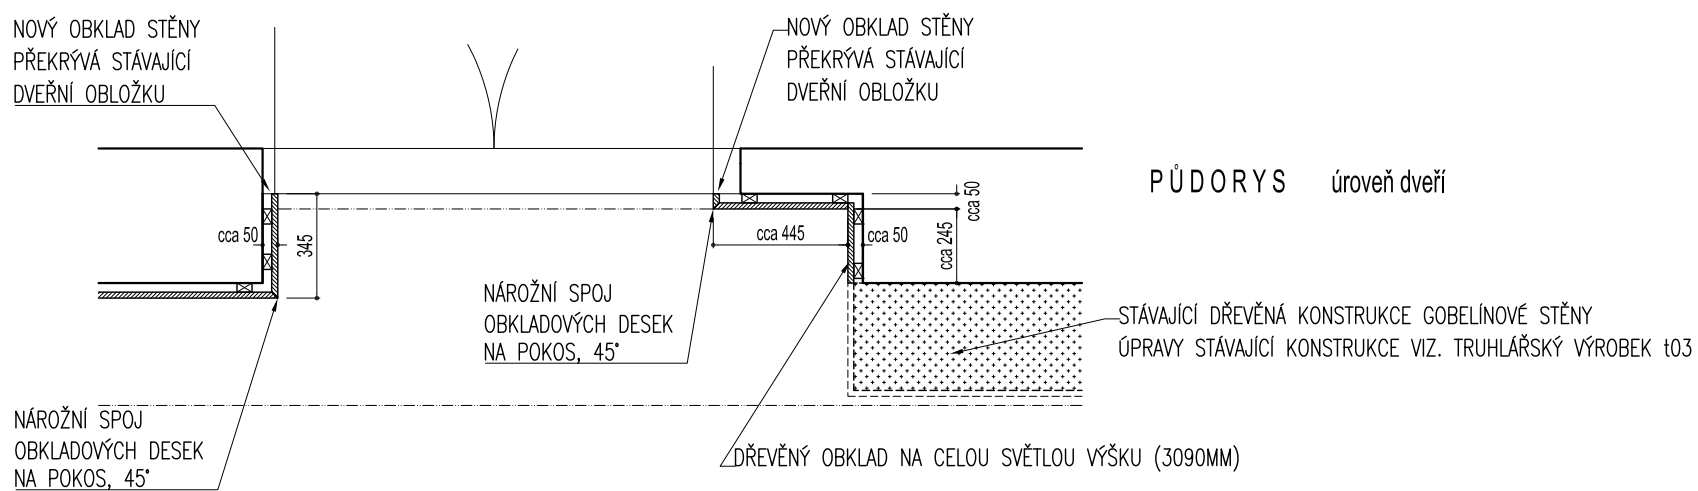 NOVÝ OBKLAD STĚNY
PŘEKRÝVÁ STÁVAJÍCÍ
DVEŘNÍ OBLOŽKU
NOVÝ OBKLAD STĚNY
PŘEKRÝVÁ STÁVAJÍCÍ
DVEŘNÍ OBLOŽKU
PŮDORYS úroveň dveří
cca 50
345
cca 445
cca 50
cca 245
cca 50
NÁROŽNÍ SPOJ
OBKLADOVÝCH DESEK
NA POKOS, 45°
STÁVAJÍCÍ DŘEVĚNÁ KONSTRUKCE GOBELÍNOVÉ STĚNY
ÚPRAVY STÁVAJÍCÍ KONSTRUKCE VIZ. TRUHLÁŘSKÝ VÝROBEK t03
NÁROŽNÍ SPOJ
OBKLADOVÝCH DESEK
NA POKOS, 45°
DŘEVĚNÝ OBKLAD NA CELOU SVĚTLOU VÝŠKU (3090MM)